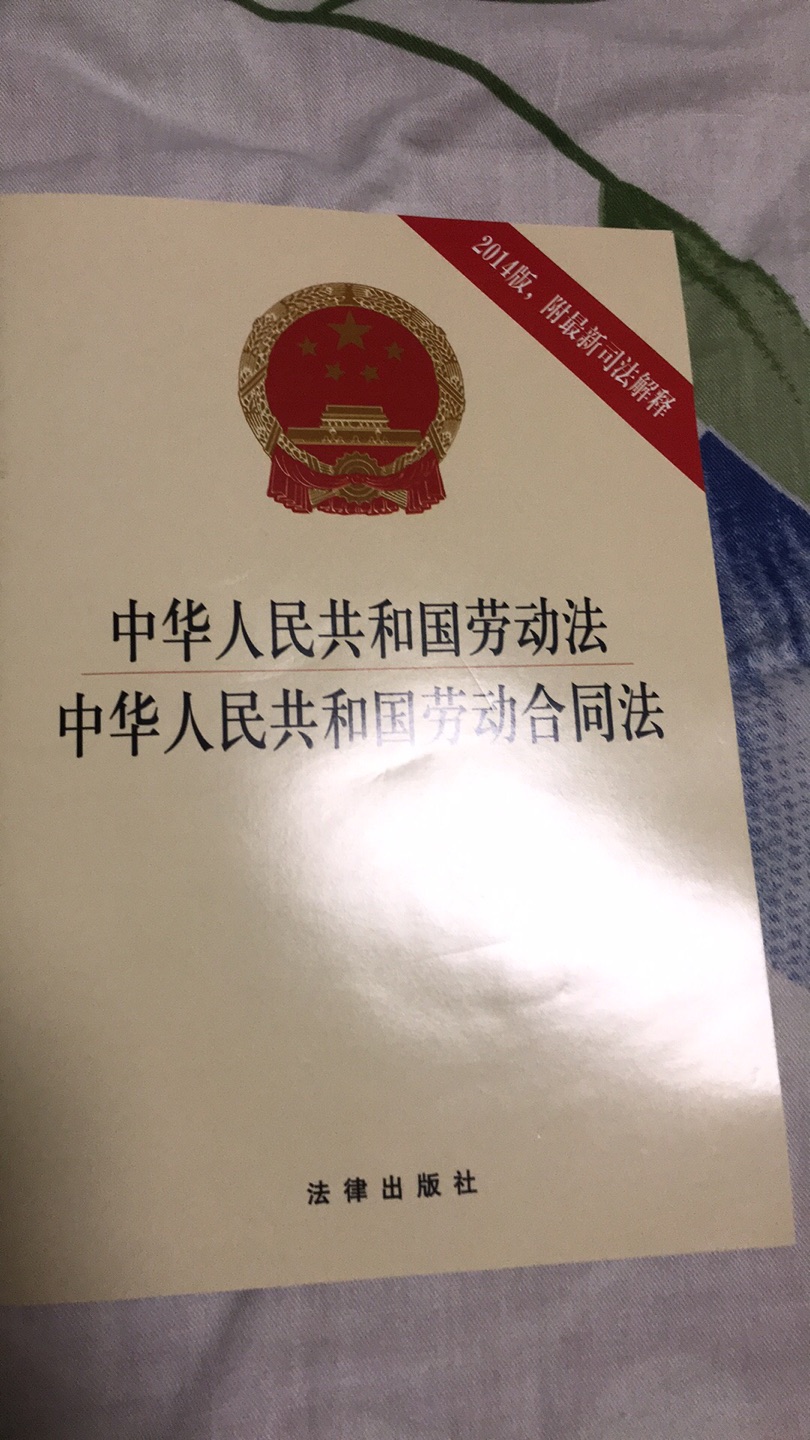 2014版，附最新司法解释
中华人民共和国劳动法
中华人民共和国劳动合同法
法律出版社